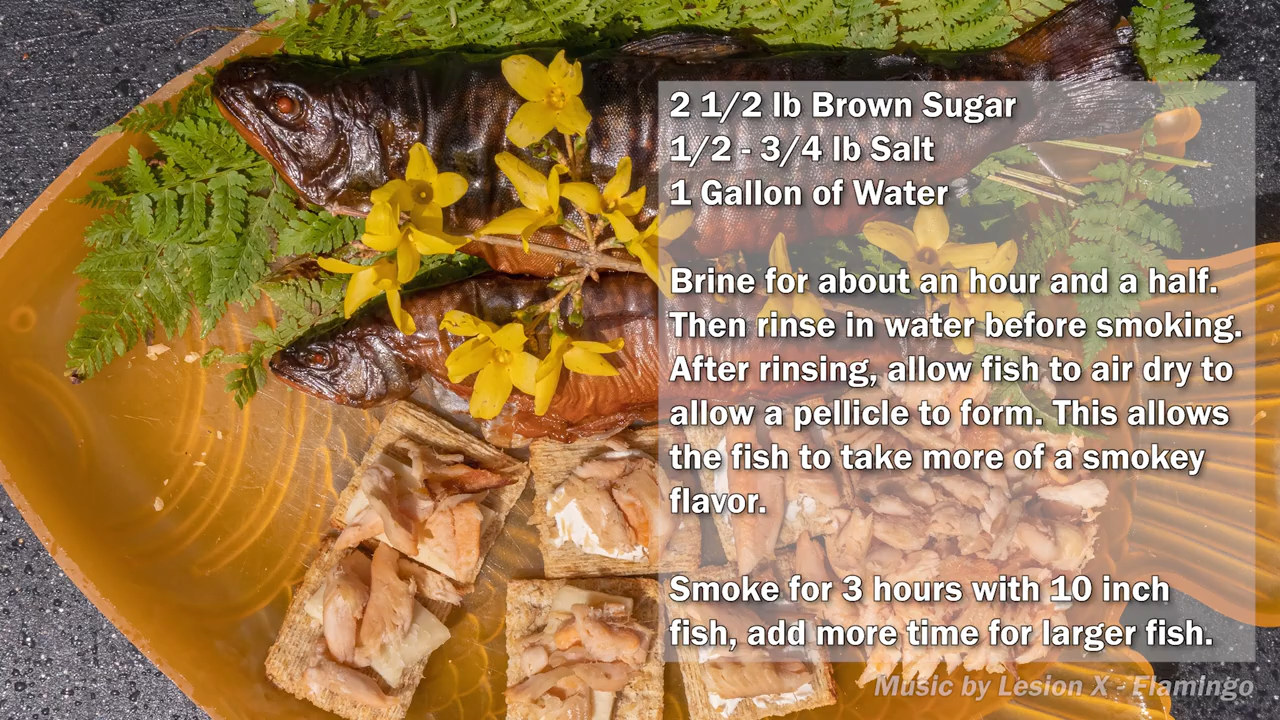 2 1/2 lb Brown Sugar
1/2 - 3/4 lb Salt
1 Gallon of Water
Brine for about an hour and a half.
Then rinse in water before smoking.
After rinsing, allow fish to air dry to
allow a pellicle to form. This allows
the fish to take more of a smokey
flavor.
Smoke for 3 hours with 10 inch
fish, add more time for larger fish.
Music by Lesion X - Flamingo